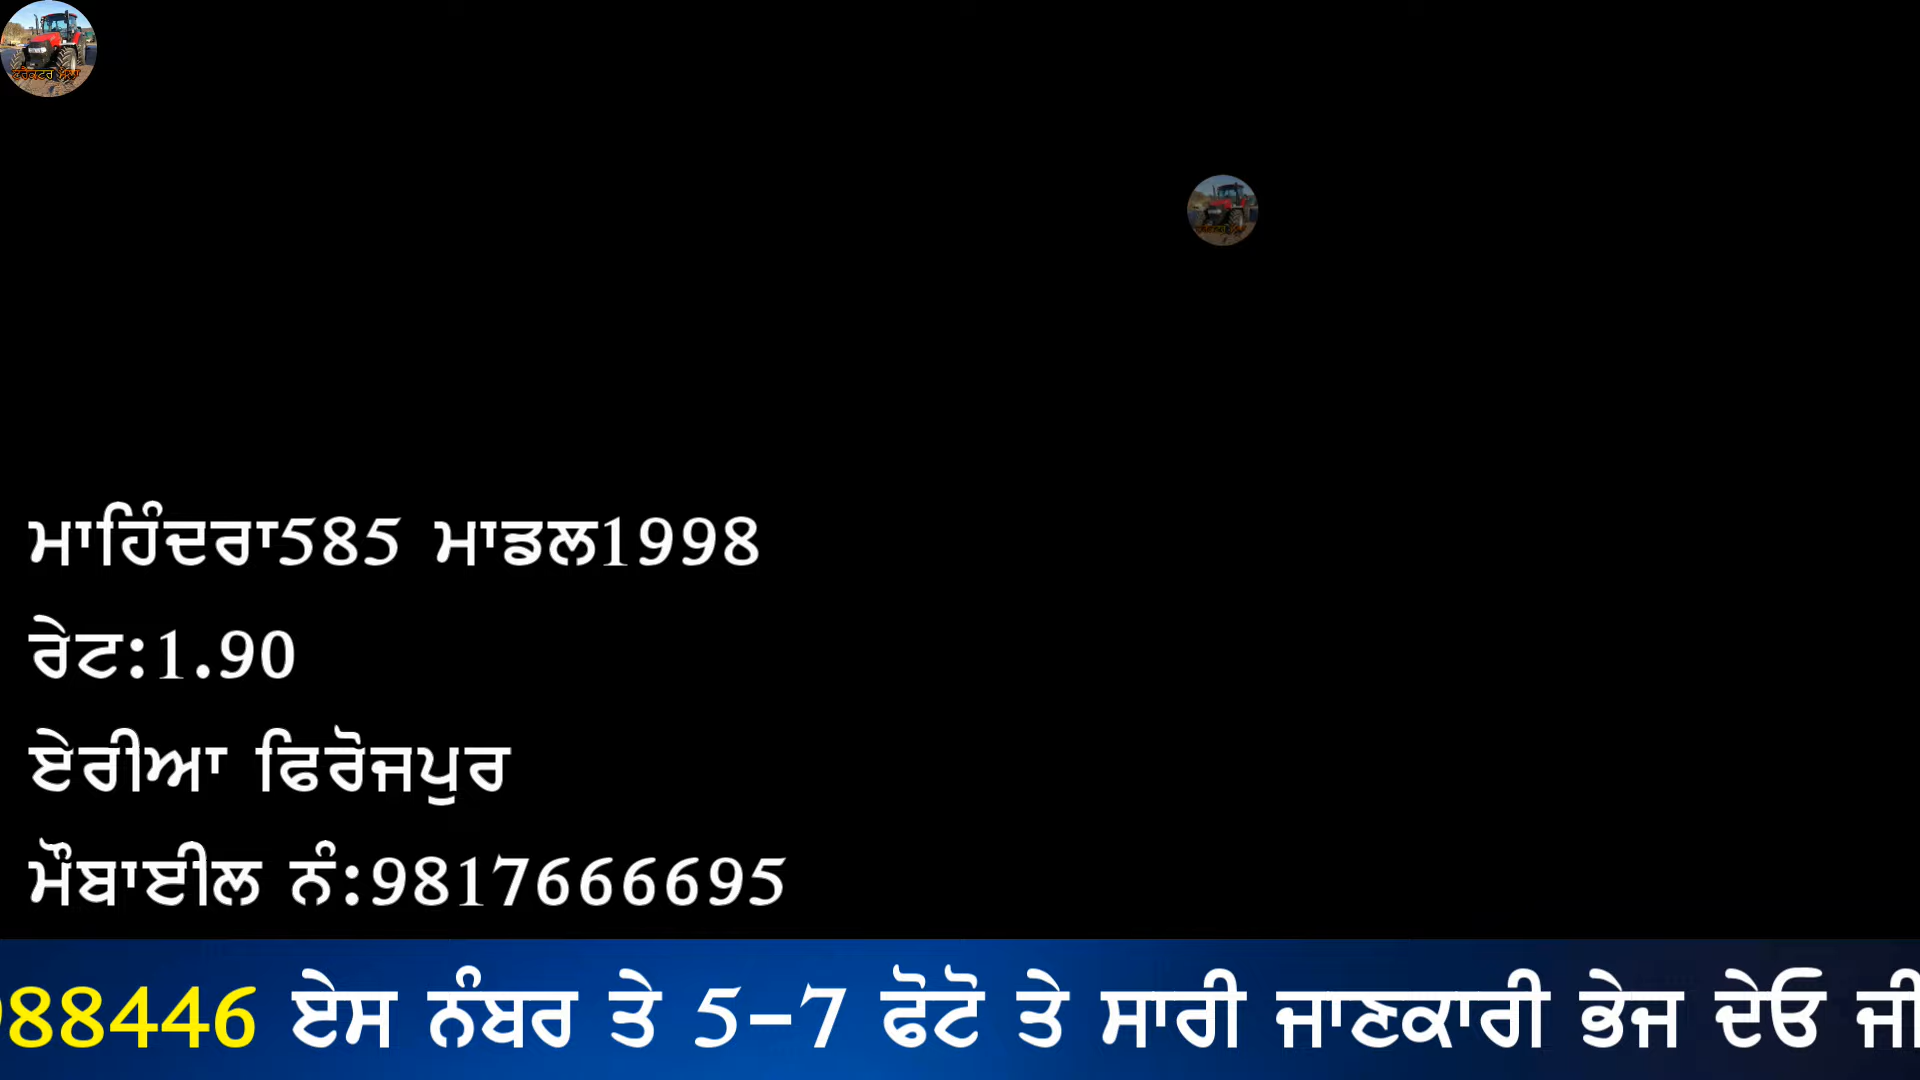 ਮਾਹਿੰਦਰਾ585 ਮਾਡਲ1998
ਰੇਟ:1.90
ਏਰੀਆ ਫਿਰੋਜਪੁਰ
ਮੌਬਾਈਲ ਨੰ:9817666695
88446 ਏਸ ਨੰਬਰ ਤੇ 5-7 ਫੋਟੋ ਤੇ ਸਾਰੀ ਜਾਣਕਾਰੀ ਭੇਜ ਦੇਓ ਜੀ